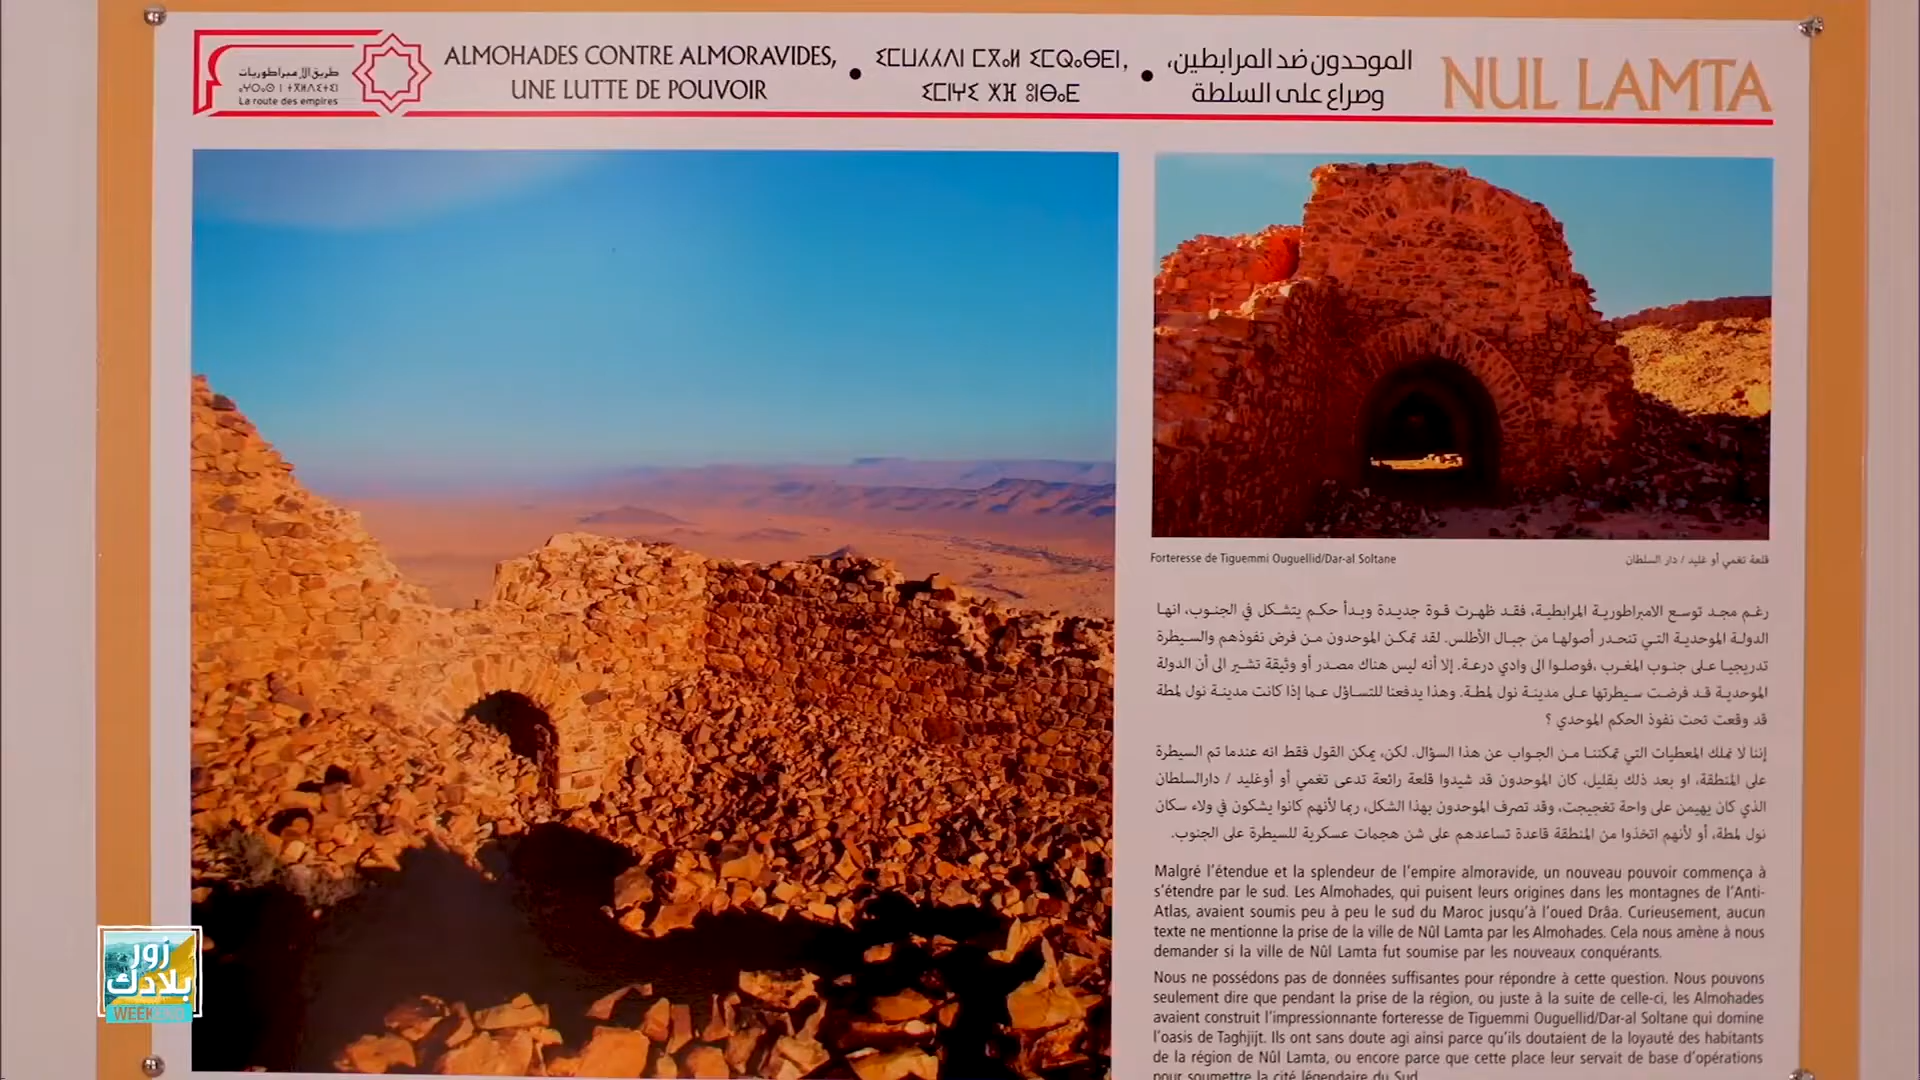 طريق الإمبراطوريات
La route des empires
ALMOHADES CONTRE ALMORAVIDES,
UNE LUTTE DE POUVOIR
الموحدون ضد المرابطين،
وصراع على السلطة
NUL LAMTA
Forteresse de Tiguemmi Ouguellid/Dar-al Soltane
قلعة تغمي أو غليد / دار السلطان
رغم مجد توسع الامبراطورية المرابطية، فقد ظهرت قوة جديدة وبدأ حكم يتشكل في الجنوب، انها
الدولة الموحدية التي تنحدر أصولها من جبال الأطلس. لقد تمكن الموحدون من فرض نفوذهم والسيطرة
تدريجيا على جنوب المغرب ،فوصلوا الى وادي درعة. إلا أنه ليس هناك مصدر أو وثيقة تشير الى أن الدولة
الموحدية قد فرضت سيطرتها على مدينة نول لمطة. وهذا يدفعنا للتساؤل عما إذا كانت مدينة نول لمطة
قد وقعت تحت نفوذ الحكم الموحدي ؟
إننا لا نملك المعطيات التي تمكننا من الجواب عن هذا السؤال. لكن، يمكن القول فقط انه عندما تم السيطرة
على المنطقة، او بعد ذلك بقليل، كان الموحدون قد شيدوا قلعة رائعة تدعى تغمي أو أوغليد / دارالسلطان
الذي كان يهيمن على واحة تغجيجت، وقد تصرف الموحدون بهذا الشكل، ربما لأنهم كانوا يشكون في ولاء سكان
نول لمطة، أو لأنهم اتخذوا من المنطقة قاعدة تساعدهم على شن هجمات عسكرية للسيطرة على الجنوب.
Malgré l'étendue et la splendeur de l'empire almoravide, un nouveau pouvoir commença à
s'étendre par le sud. Les Almohades, qui puisent leurs origines dans les montagnes de l'Anti-
Atlas, avaient soumis peu à peu le sud du Maroc jusqu'à l'oued Drâa. Curieusement, aucun
texte ne mentionne la prise de la ville de Nûl Lamta par les Almohades. Cela nous amène à nous
demander si la ville de Nûl Lamta fut soumise par les nouveaux conquérants.
Nous ne possédons pas de données suffisantes pour répondre à cette question. Nous pouvons
seulement dire que pendant la prise de la région, ou juste à la suite de celle-ci, les Almohades
avaient construit l'impressionnante forteresse de Tiguemmi Ouguellid/Dar-al Soltane qui domine
l'oasis de Taghjijt. Ils ont sans doute agi ainsi parce qu'ils doutaient de la loyauté des habitants
de la région de Nûl Lamta, ou encore parce que cette place leur servait de base d'opérations
pour soumettre la cité légendaire du Sud
زور
بلادك
WEEKEND